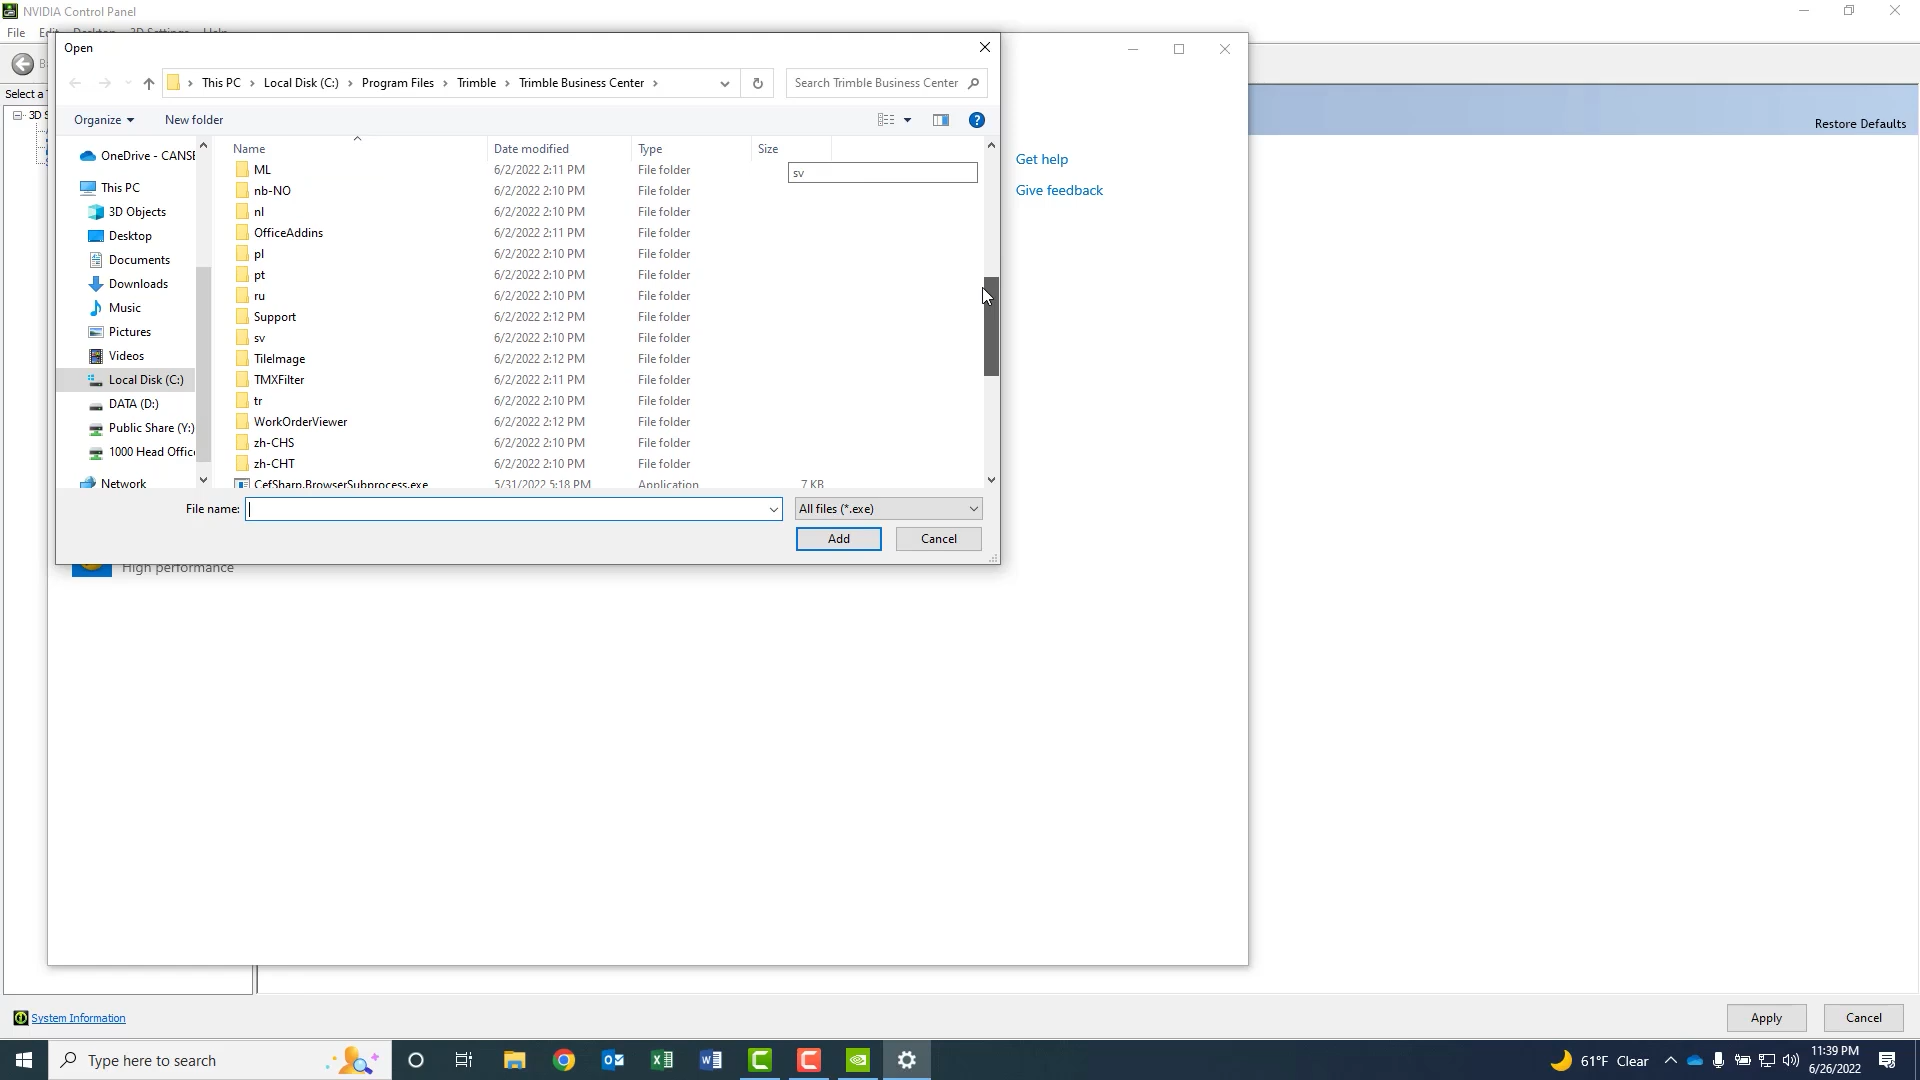 NVIDIA Control Panel
File
Desktop 3D Settings Help
Open
This PC > Local Disk (C:) > Program Files > Trimble > Trimble Business Center >
Search Trimble Business Center
Select a
Organize
New folder
Restore Defaults
3D S
OneDrive - CANSE
This PC
3D Objects
Desktop
Documents
Downloads
Music
Pictures
Videos
Local Disk (C:)
DATA (D:)
Public Share (Y:)
1000 Head Offic
Network
Name Date modified Type Size
ML 6/2/2022 2:11 PM File folder
nb-NO 6/2/2022 2:10 PM File folder
nl 6/2/2022 2:10 PM File folder
OfficeAddins 6/2/2022 2:11 PM File folder
pl 6/2/2022 2:10 PM File folder
pt 6/2/2022 2:10 PM File folder
ru 6/2/2022 2:10 PM File folder
Support 6/2/2022 2:12 PM File folder
sv 6/2/2022 2:10 PM File folder
TileImage 6/2/2022 2:12 PM File folder
TMXFilter 6/2/2022 2:11 PM File folder
tr 6/2/2022 2:10 PM File folder
WorkOrderViewer 6/2/2022 2:12 PM File folder
zh-CHS 6/2/2022 2:10 PM File folder
zh-CHT 6/2/2022 2:10 PM File folder
CefSharp.BrowserSubprocess.exe 5/31/2022 5:18 PM Application 7 KB
sv
Get help
Give feedback
File name:
All files (*.exe)
Add
Cancel
High performance
System Information
Apply
Cancel
Type here to search
61°F Clear
11:39 PM
6/26/2022